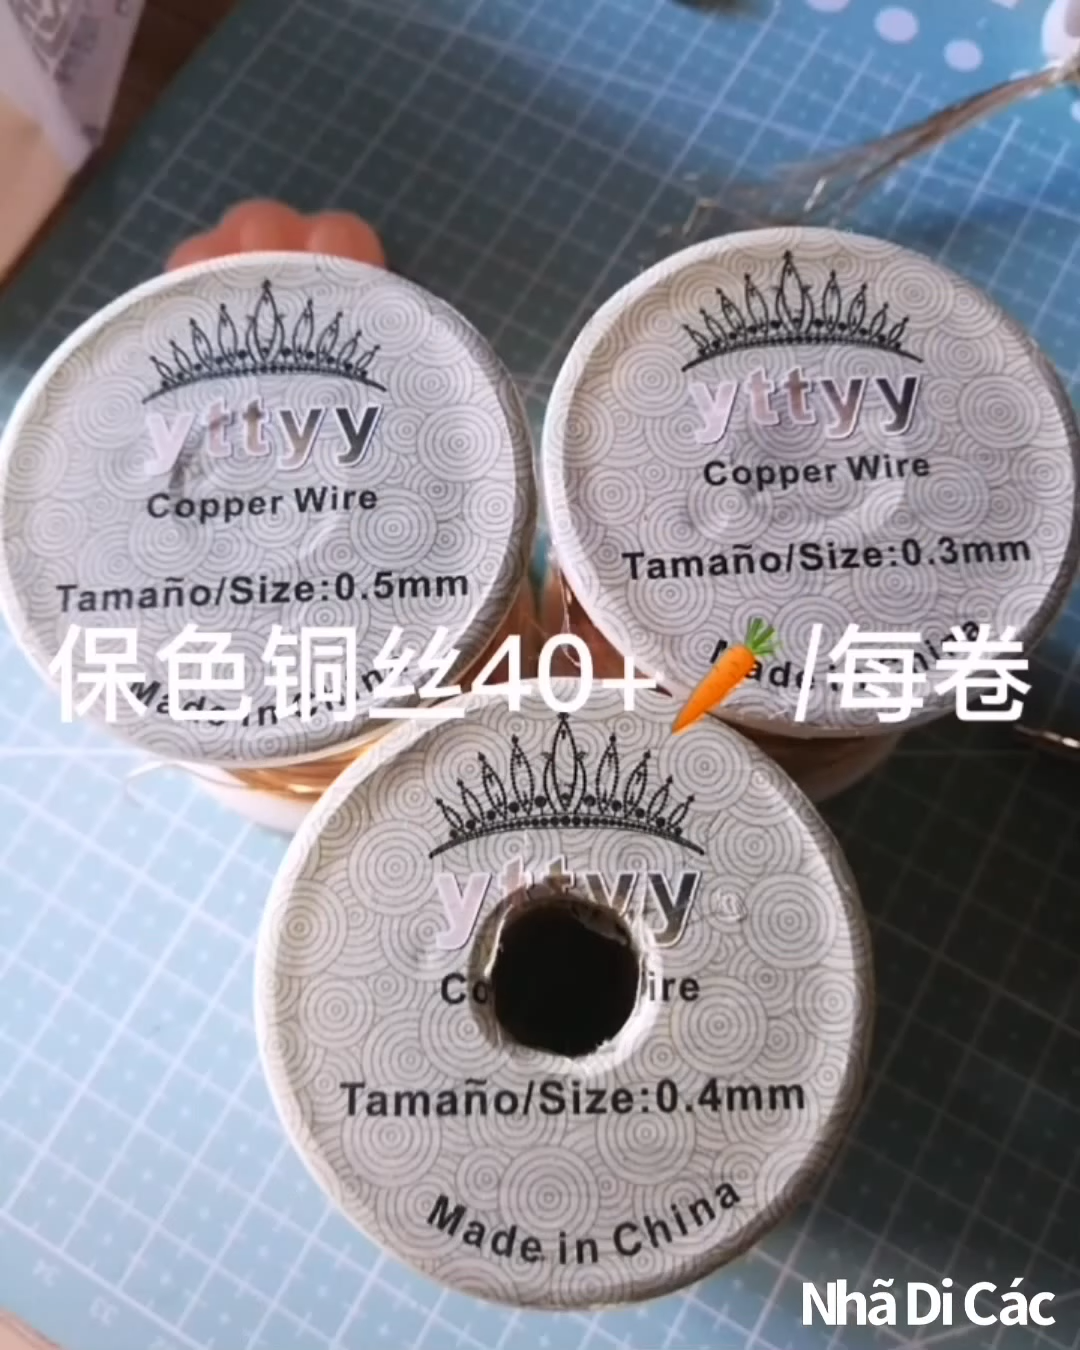 yttyy
Copper Wire
Tamaño/Size:0.5mm
yttyy
Copper Wire
Tamaño/Size:0.3mm
保色铜丝40+🥕/每卷
yttyy
Tamaño/Size:0.4mm
Made in China
Nhã Di Các